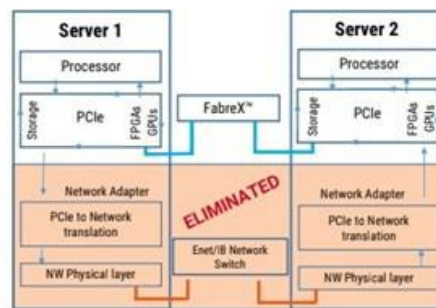 Server 1
Processor
Storage
PCIe
FPGAs
GPUs
Network Adapter
PCIe to Network
translation
NW Physical layer
FabreX™
ELIMINATED
Enet/IB Network
Switch
Server 2
Processor
Storage
PCIe
FPGAs
GPUs
Network Adapter
PCIe to Network
translation
NW Physical layer